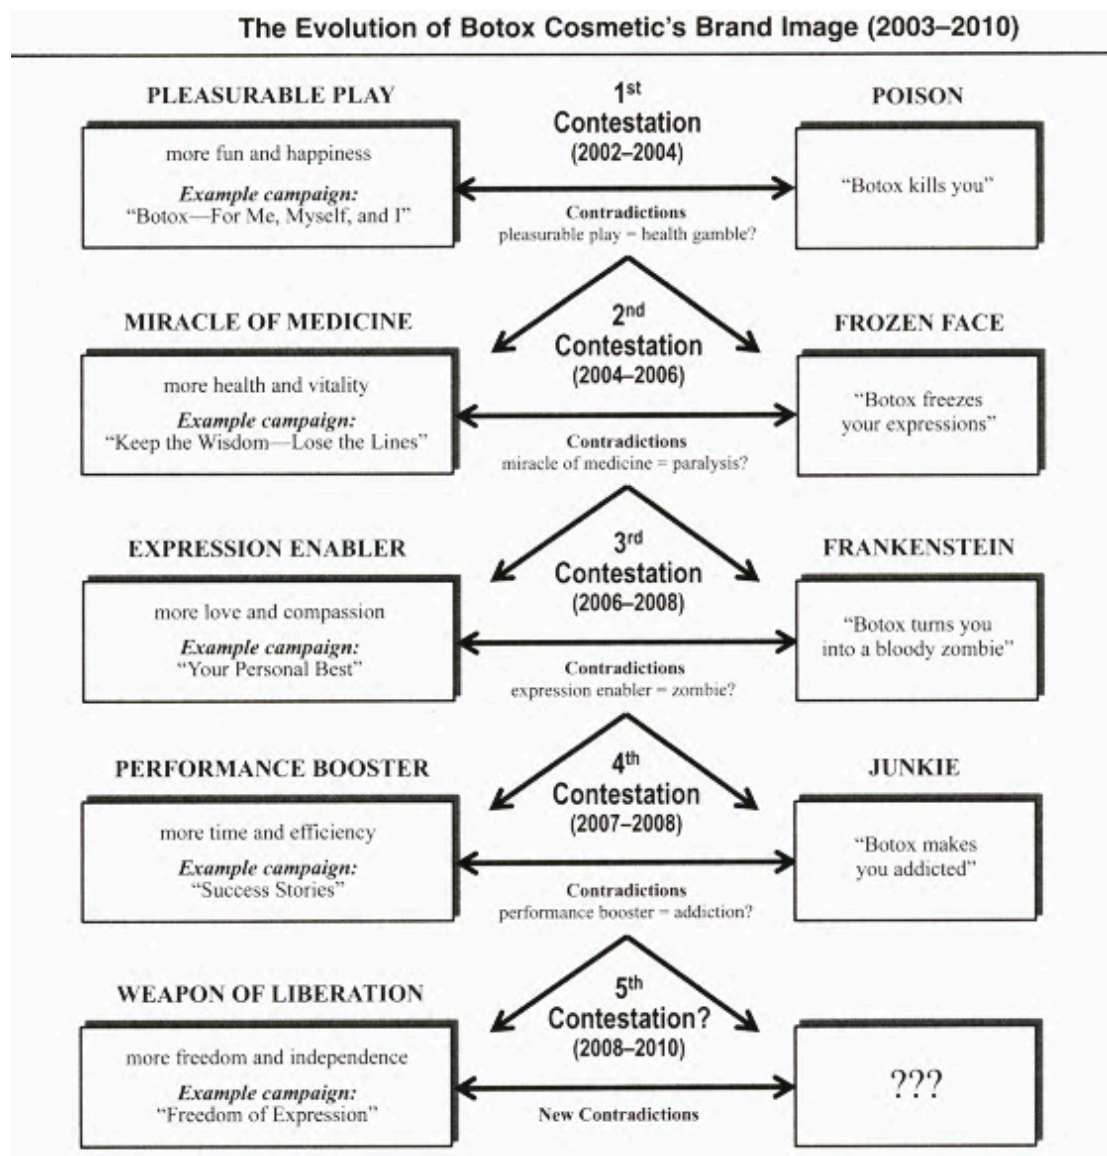 The Evolution of Botox Cosmetic's Brand Image (2003–2010)
PLEASURABLE PLAY
more fun and happiness
Example campaign:
“Botox—For Me, Myself, and I”
1st
Contestation
(2002–2004)
Contradictions
pleasurable play = health gamble?
POISON
“Botox kills you”
MIRACLE OF MEDICINE
more health and vitality
Example campaign:
“Keep the Wisdom—Lose the Lines”
2nd
Contestation
(2004–2006)
Contradictions
miracle of medicine = paralysis?
FROZEN FACE
“Botox freezes
your expressions”
EXPRESSION ENABLER
more love and compassion
Example campaign:
“Your Personal Best”
3rd
Contestation
(2006–2008)
Contradictions
expression enabler = zombie?
FRANKENSTEIN
“Botox turns you
into a bloody zombie”
PERFORMANCE BOOSTER
more time and efficiency
Example campaign:
“Success Stories”
4th
Contestation
(2007–2008)
Contradictions
performance booster = addiction?
JUNKIE
“Botox makes
you addicted”
WEAPON OF LIBERATION
more freedom and independence
Example campaign:
“Freedom of Expression”
5th
Contestation?
(2008–2010)
New Contradictions
???